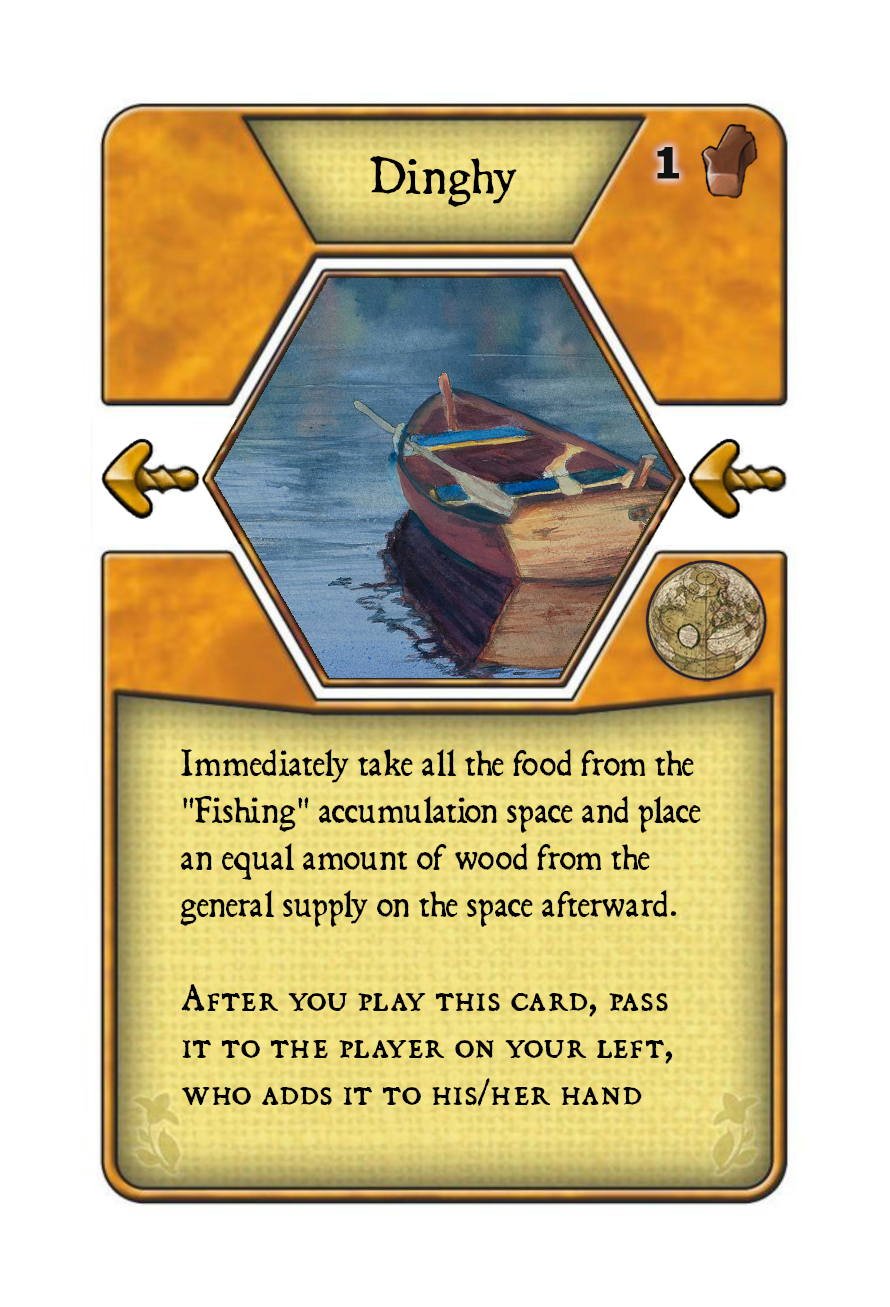 Dinghy
1
Immediately take all the food from the
"Fishing" accumulation space and place
an equal amount of wood from the
general supply on the space afterward.
After you play this card, pass
it to the player on your left,
who adds it to his/her hand